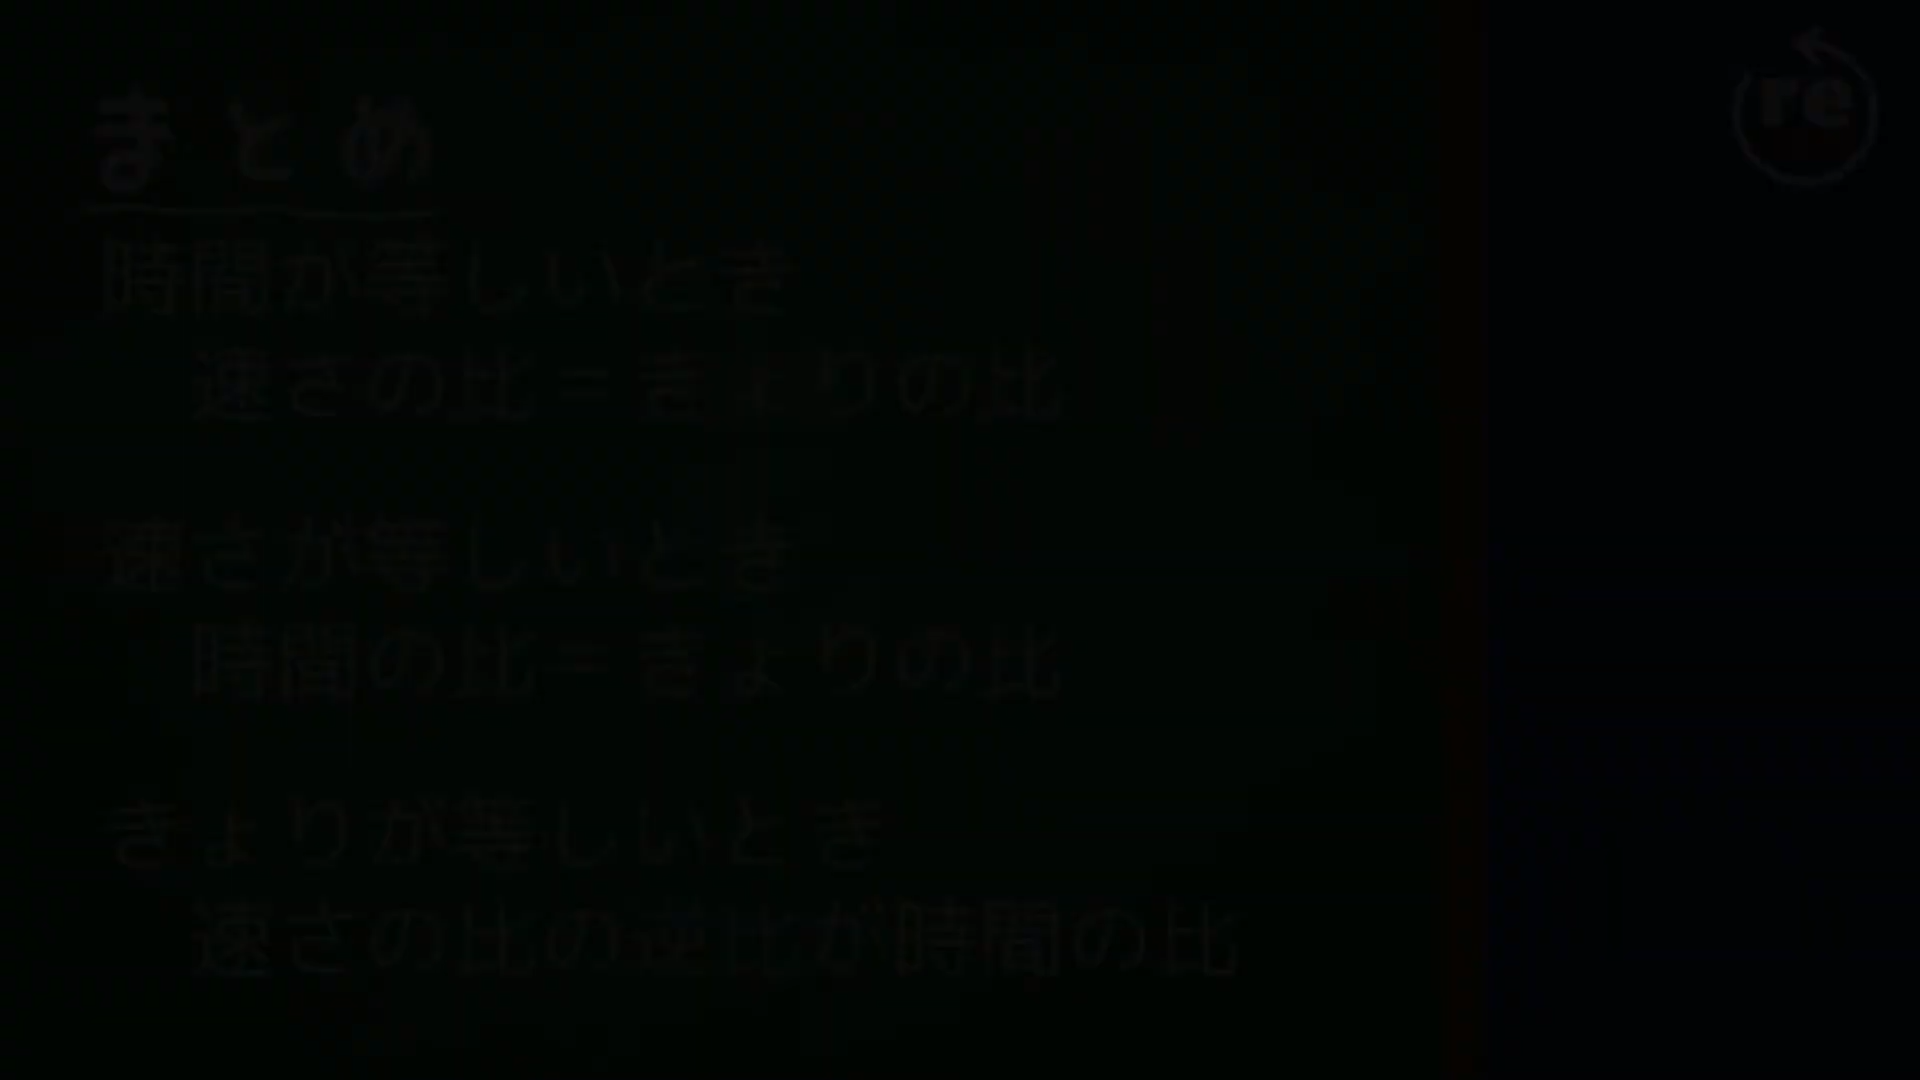 re
まとめ
時間が等しいとき
速さの比=きょりの比
速さが等しいとき
時間の比=きょりの比
きょりが等しいとき
速さの比の逆比が時間の比